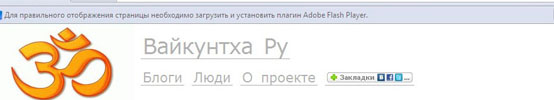 Для правильного отображения страницы необходимо загрузить и установить плагин Adobe Flash Player.
Вайкунтха Ру
Блоги Люди О проекте Закладки ...